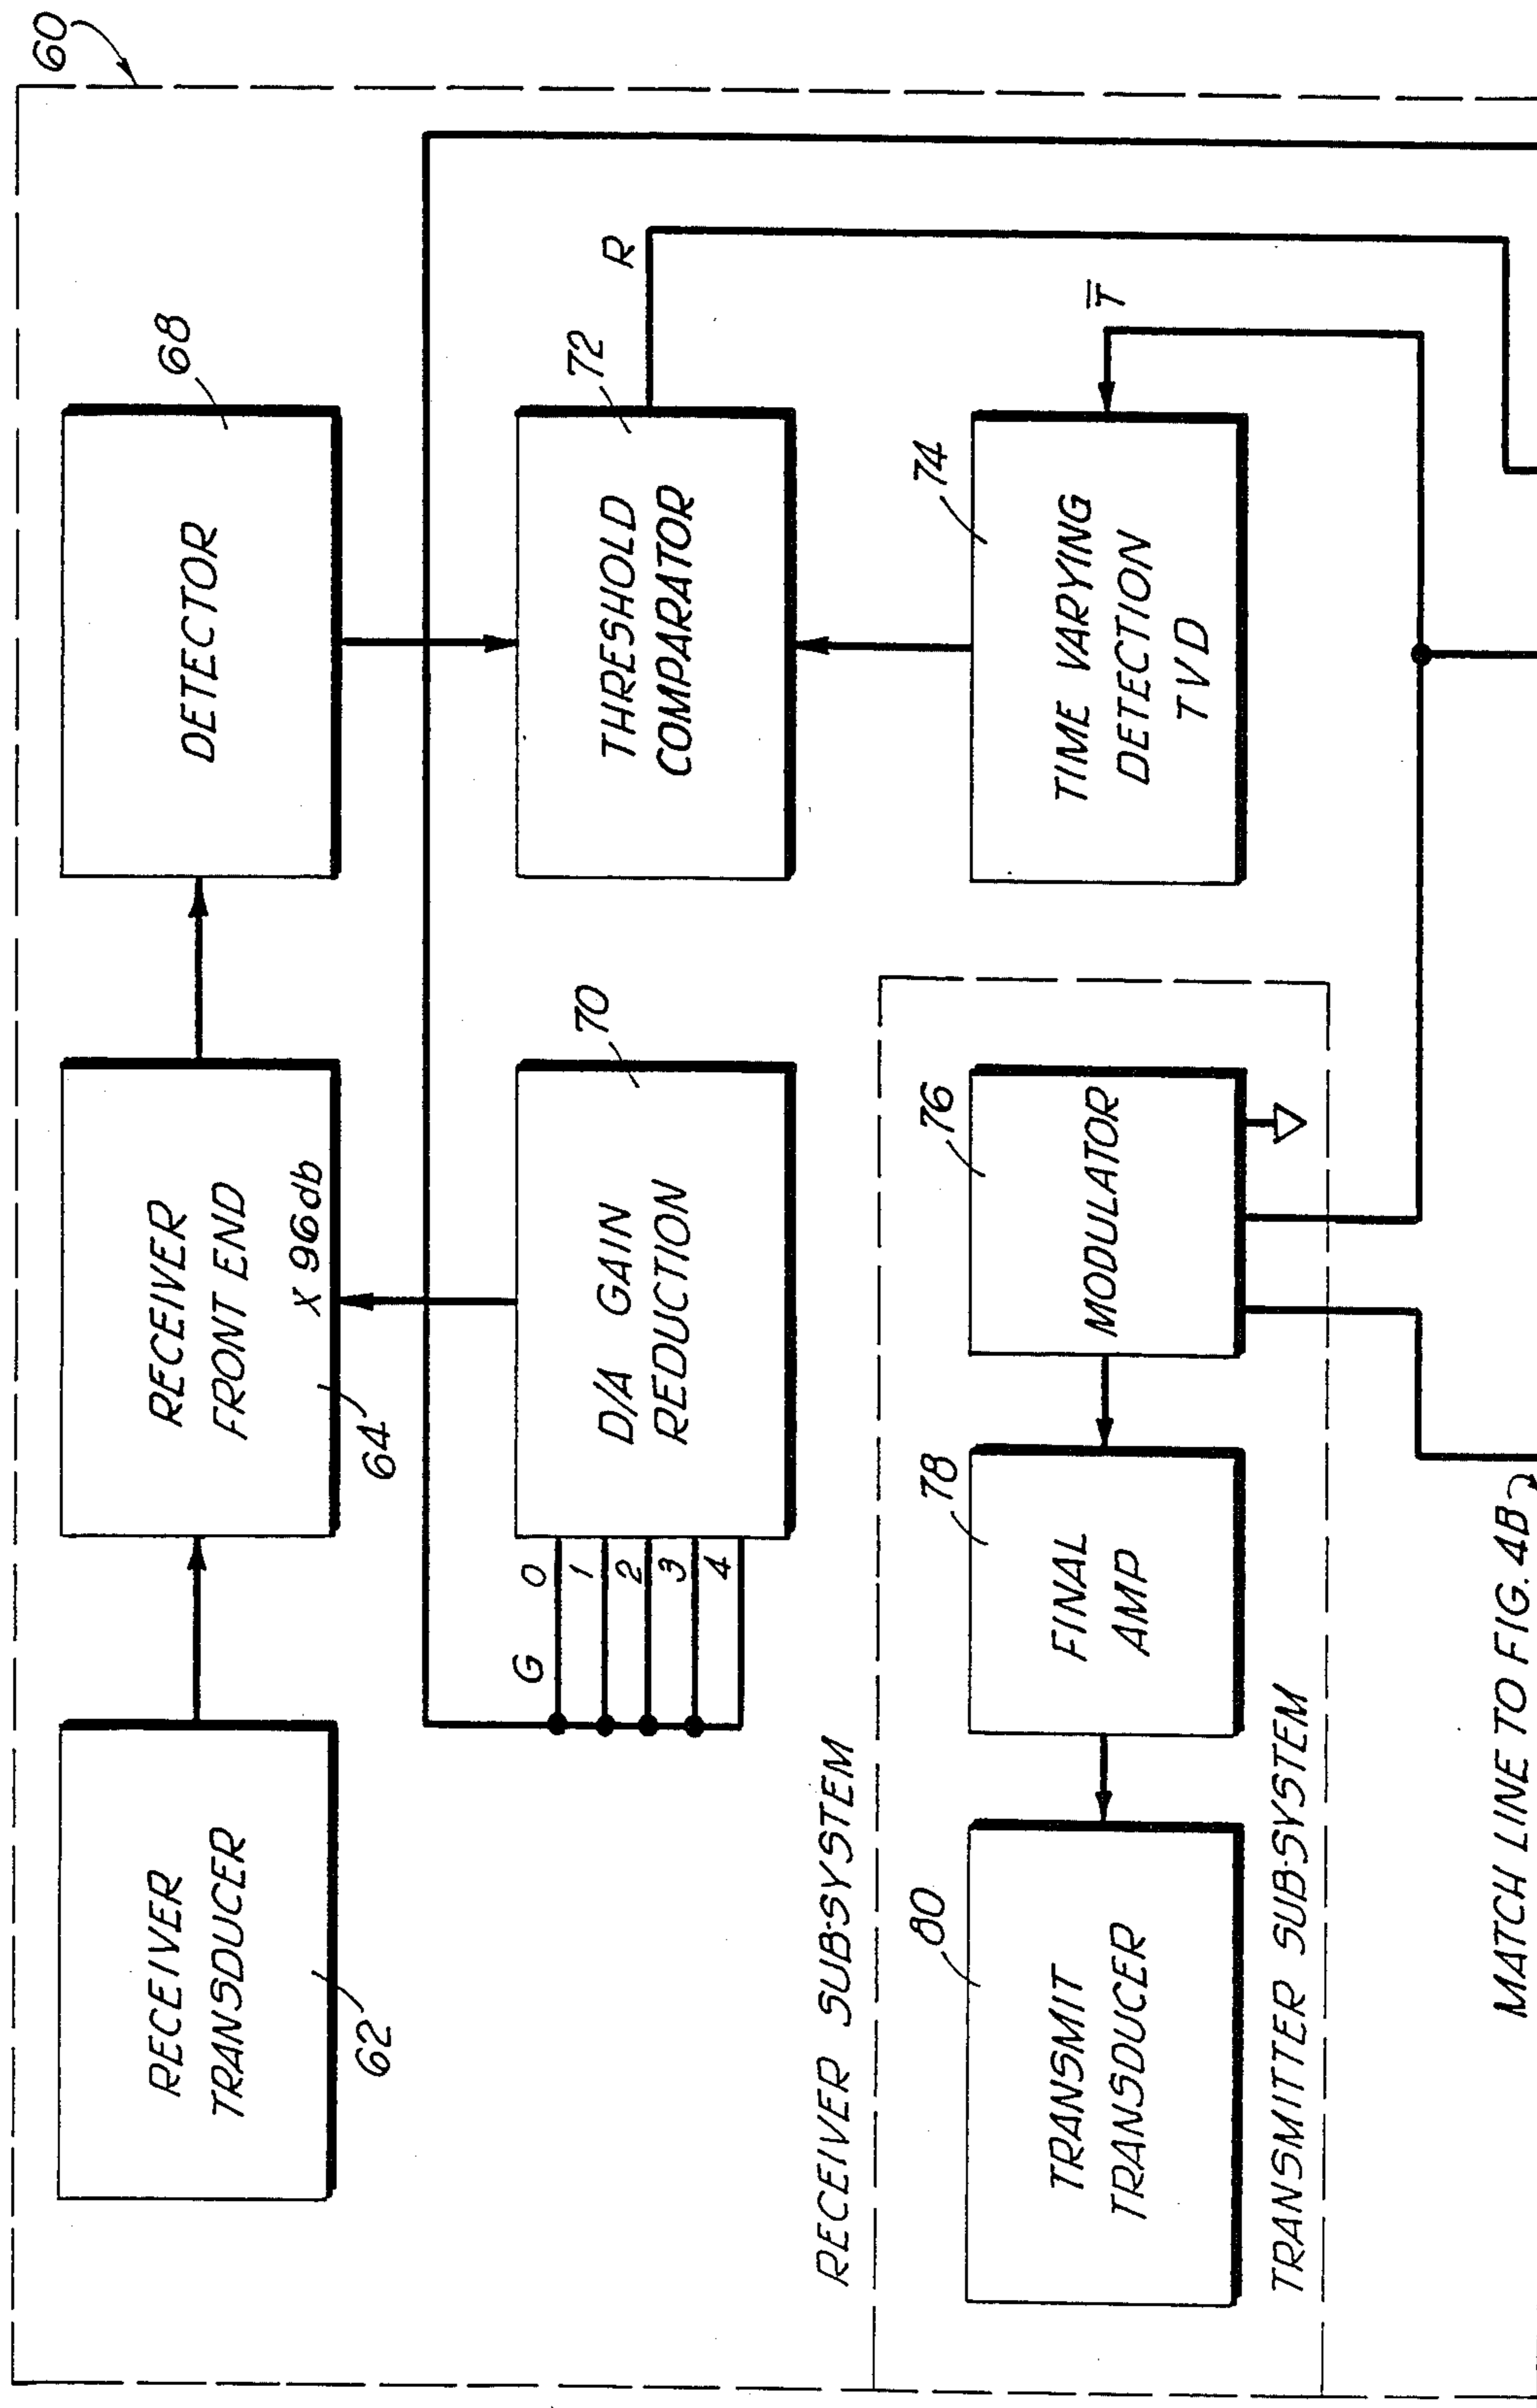 60
RECEIVER
TRANSDUCER
62
RECEIVER
FRONT END
X 96db
64
DETECTOR
68
G
0
1
2
3
4
D/A GAIN
REDUCTION
70
THRESHOLD
COMPARATOR
72
R
RECEIVER SUB-SYSTEM
TRANSMIT
TRANSDUCER
80
FINAL
AMP
78
MODULATOR
76
TIME VARYING
DETECTION
TVD
74
T̅
TRANSMITTER SUB-SYSTEM
MATCH LINE TO FIG. 4B